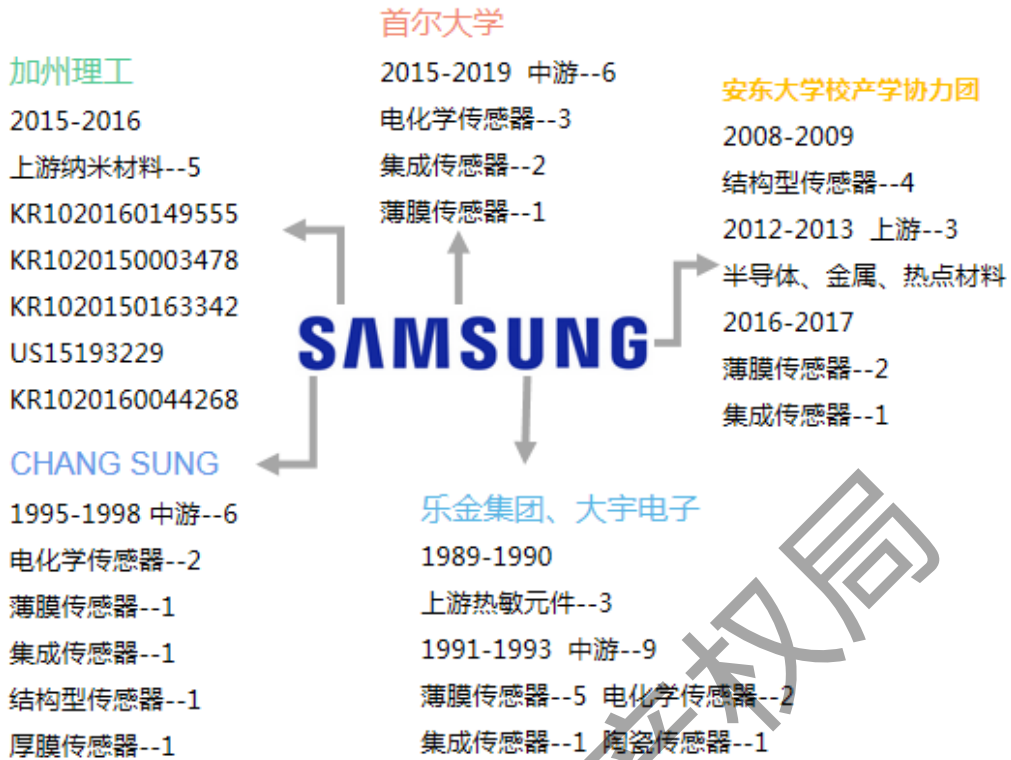 首尔大学
2015-2019 中游--6
电化学传感器--3
集成传感器--2
薄膜传感器--1
加州理工
2015-2016
上游纳米材料--5
KR1020160149555
KR1020150003478
KR1020150163342
US15193229
KR1020160044268
安东大学校产学协力团
2008-2009
结构型传感器--4
2012-2013 上游--3
半导体、金属、热点材料
2016-2017
薄膜传感器--2
集成传感器--1
SAMSUNG
CHANG SUNG
1995-1998 中游--6
电化学传感器--2
薄膜传感器--1
集成传感器--1
结构型传感器--1
厚膜传感器--1
乐金集团、大宇电子
1989-1990
上游热敏元件--3
1991-1993 中游--9
薄膜传感器--5 电化学传感器--2
集成传感器--1 陶瓷传感器--1
产权局